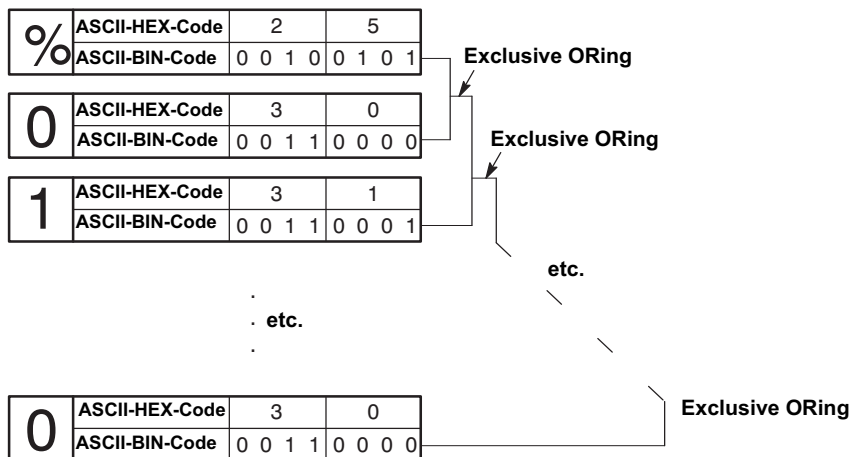 % ASCII-HEX-Code 2 5
ASCII-BIN-Code 0 0 1 0 0 1 0 1
Exclusive ORing
0 ASCII-HEX-Code 3 0
ASCII-BIN-Code 0 0 1 1 0 0 0 0
Exclusive ORing
1 ASCII-HEX-Code 3 1
ASCII-BIN-Code 0 0 1 1 0 0 0 1
etc.
. etc.
0 ASCII-HEX-Code 3 0
Exclusive ORing
ASCII-BIN-Code 0 0 1 1 0 0 0 0